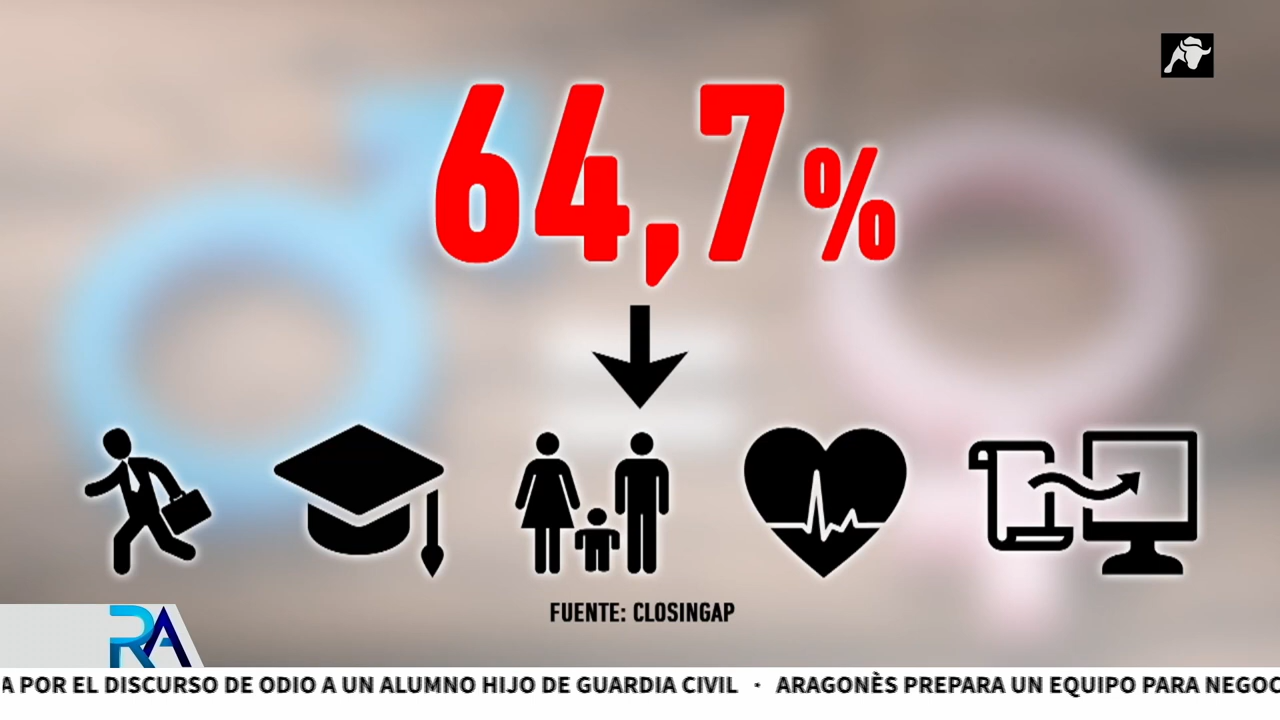 64,7%
FUENTE: CLOSINGAP
RA
A POR EL DISCURSO DE ODIO A UN ALUMNO HIJO DE GUARDIA CIVIL · ARAGONÈS PREPARA UN EQUIPO PARA NEGOC